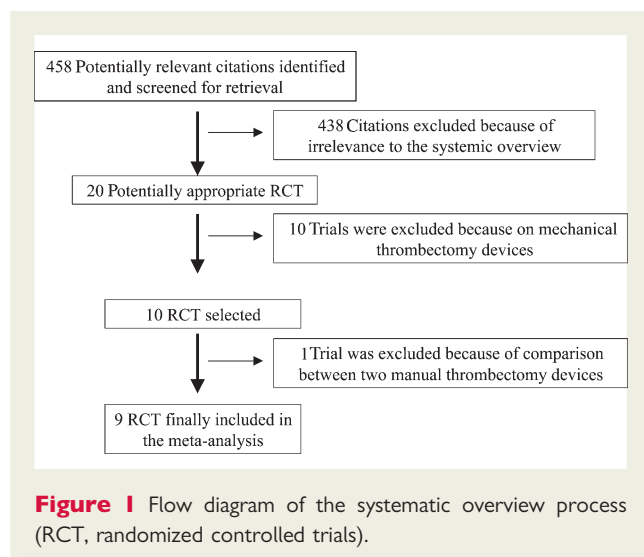 458 Potentially relevant citations identified
and screened for retrieval
438 Citations excluded because of
irrelevance to the systemic overview
20 Potentially appropriate RCT
10 Trials were excluded because on mechanical
thrombectomy devices
10 RCT selected
1 Trial was excluded because of comparison
between two manual thrombectomy devices
9 RCT finally included in
the meta-analysis
Figure 1 Flow diagram of the systematic overview process
(RCT, randomized controlled trials).